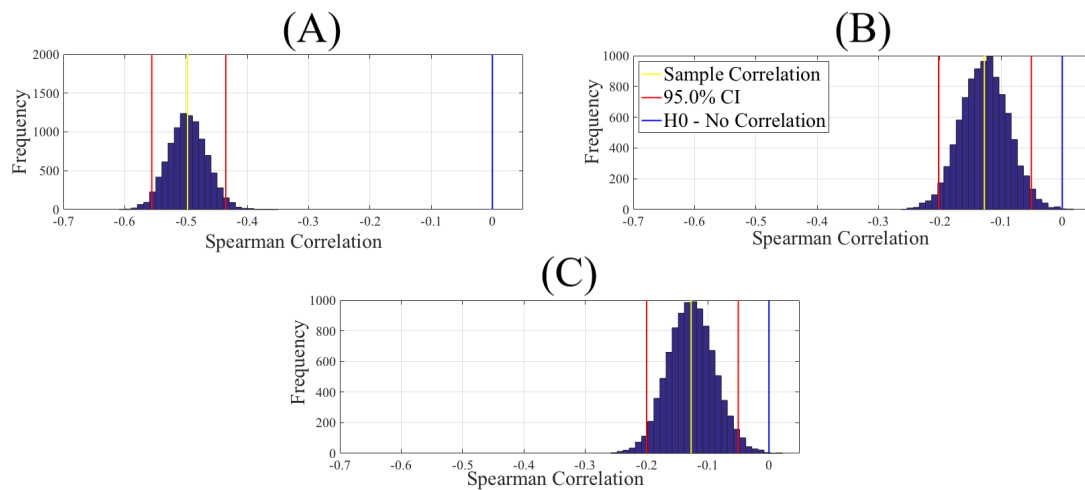 (A)
2000
1500
1000
500
0
Frequency
-0.7 -0.6 -0.5 -0.4 -0.3 -0.2 -0.1 0
Spearman Correlation
(B)
1000
800
600
400
200
0
Frequency
Sample Correlation
95.0% CI
H0 - No Correlation
-0.7 -0.6 -0.5 -0.4 -0.3 -0.2 -0.1 0
Spearman Correlation
(C)
1000
800
600
400
200
0
Frequency
-0.7 -0.6 -0.5 -0.4 -0.3 -0.2 -0.1 0
Spearman Correlation